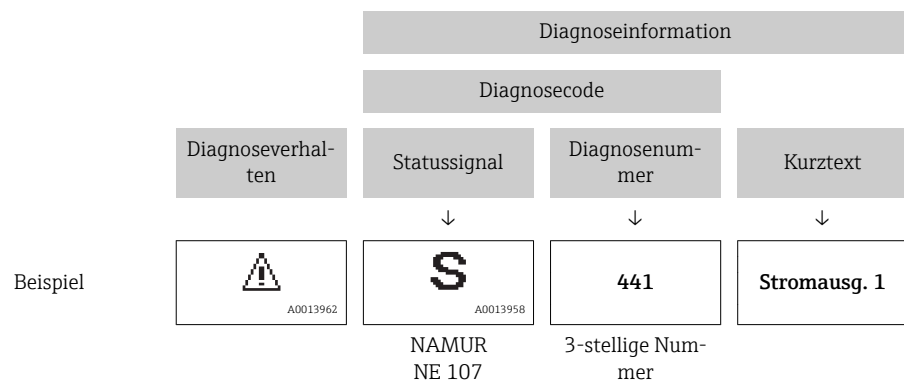 Diagnoseinformation
Diagnosecode
Diagnoseverhal-
ten
Statussignal
Diagnosenum-
mer
Kurztext
↓ ↓ ↓
Beispiel
A0013962
S
A0013958
441
Stromausg. 1
NAMUR
NE 107
3-stellige Num-
mer